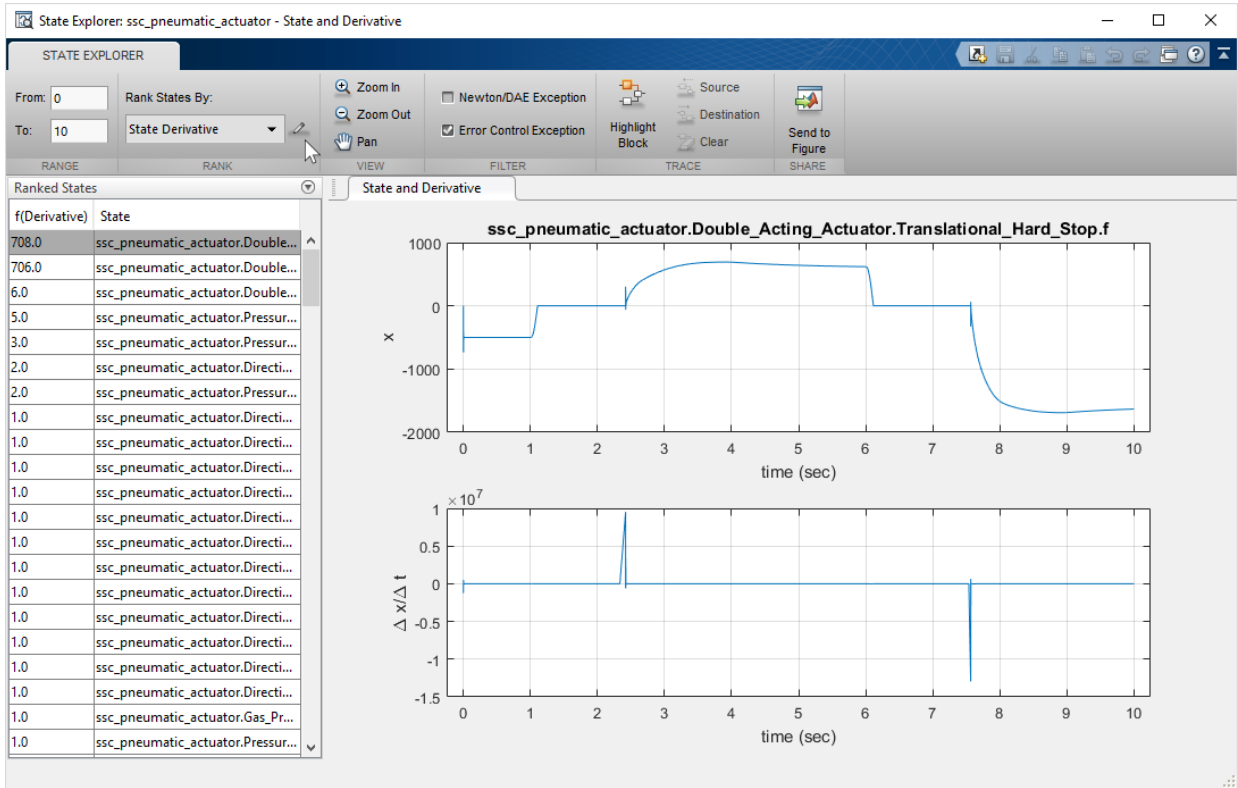 State Explorer: ssc_pneumatic_actuator - State and Derivative
STATE EXPLORER
From: 0
To: 10
RANGE
Rank States By:
State Derivative
RANK
Zoom In
Zoom Out
Pan
VIEW
Newton/DAE Exception
Error Control Exception
FILTER
Highlight
Block
Source
Destination
Clear
TRACE
Send to
Figure
SHARE
Ranked States
f(Derivative) State
708.0 ssc_pneumatic_actuator.Double...
706.0 ssc_pneumatic_actuator.Double...
6.0 ssc_pneumatic_actuator.Double...
5.0 ssc_pneumatic_actuator.Pressur...
3.0 ssc_pneumatic_actuator.Pressur...
2.0 ssc_pneumatic_actuator.Directi...
2.0 ssc_pneumatic_actuator.Pressur...
1.0 ssc_pneumatic_actuator.Directi...
1.0 ssc_pneumatic_actuator.Directi...
1.0 ssc_pneumatic_actuator.Directi...
1.0 ssc_pneumatic_actuator.Directi...
1.0 ssc_pneumatic_actuator.Directi...
1.0 ssc_pneumatic_actuator.Directi...
1.0 ssc_pneumatic_actuator.Directi...
1.0 ssc_pneumatic_actuator.Directi...
1.0 ssc_pneumatic_actuator.Directi...
1.0 ssc_pneumatic_actuator.Directi...
1.0 ssc_pneumatic_actuator.Directi...
1.0 ssc_pneumatic_actuator.Directi...
1.0 ssc_pneumatic_actuator.Gas_Pr...
1.0 ssc_pneumatic_actuator.Pressur...
State and Derivative
ssc_pneumatic_actuator.Double_Acting_Actuator.Translational_Hard_Stop.f
1000
0
-1000
-2000
x
0 1 2 3 4 5 6 7 8 9 10
time (sec)
×10^7
1
0.5
0
-0.5
-1
-1.5
Δ x/Δ t
0 1 2 3 4 5 6 7 8 9 10
time (sec)